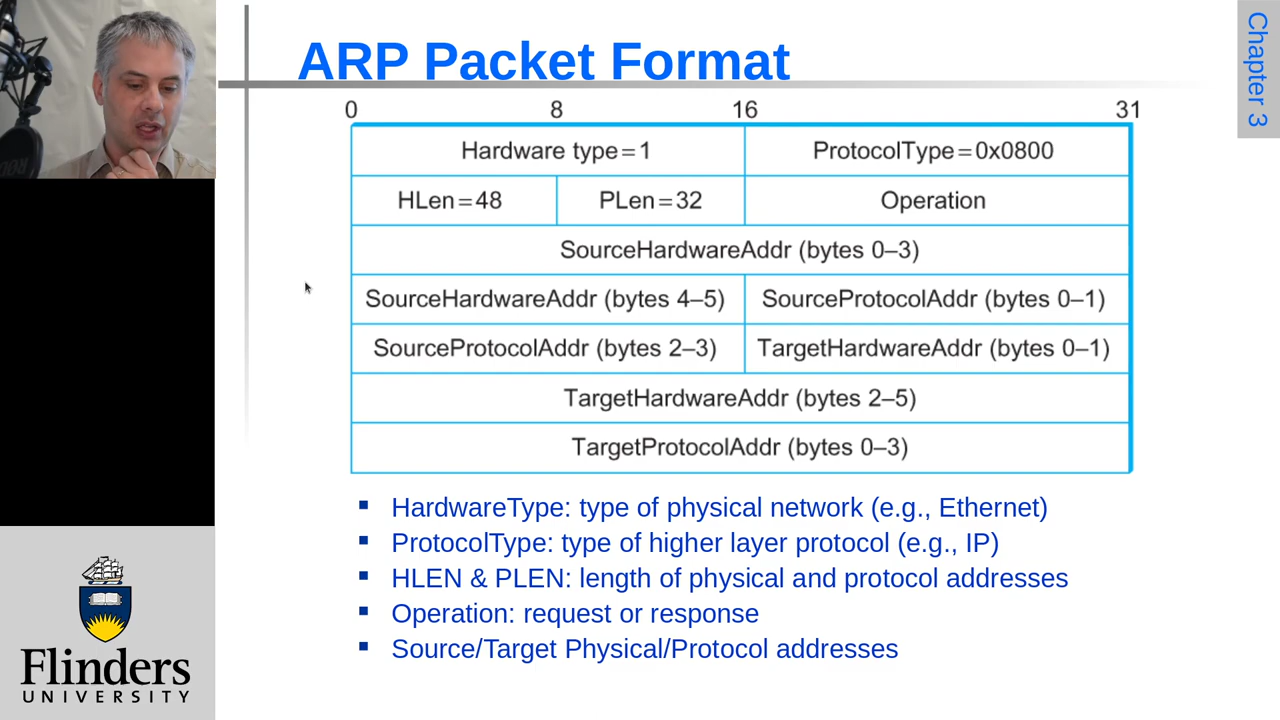 ARP Packet Format
Chapter 3
0 8 16 31
Hardware type=1 ProtocolType=0x0800
HLen=48 PLen=32 Operation
SourceHardwareAddr (bytes 0–3)
SourceHardwareAddr (bytes 4–5) SourceProtocolAddr (bytes 0–1)
SourceProtocolAddr (bytes 2–3) TargetHardwareAddr (bytes 0–1)
TargetHardwareAddr (bytes 2–5)
TargetProtocolAddr (bytes 0–3)
▪ HardwareType: type of physical network (e.g., Ethernet)
▪ ProtocolType: type of higher layer protocol (e.g., IP)
▪ HLEN & PLEN: length of physical and protocol addresses
▪ Operation: request or response
▪ Source/Target Physical/Protocol addresses
Flinders
UNIVERSITY